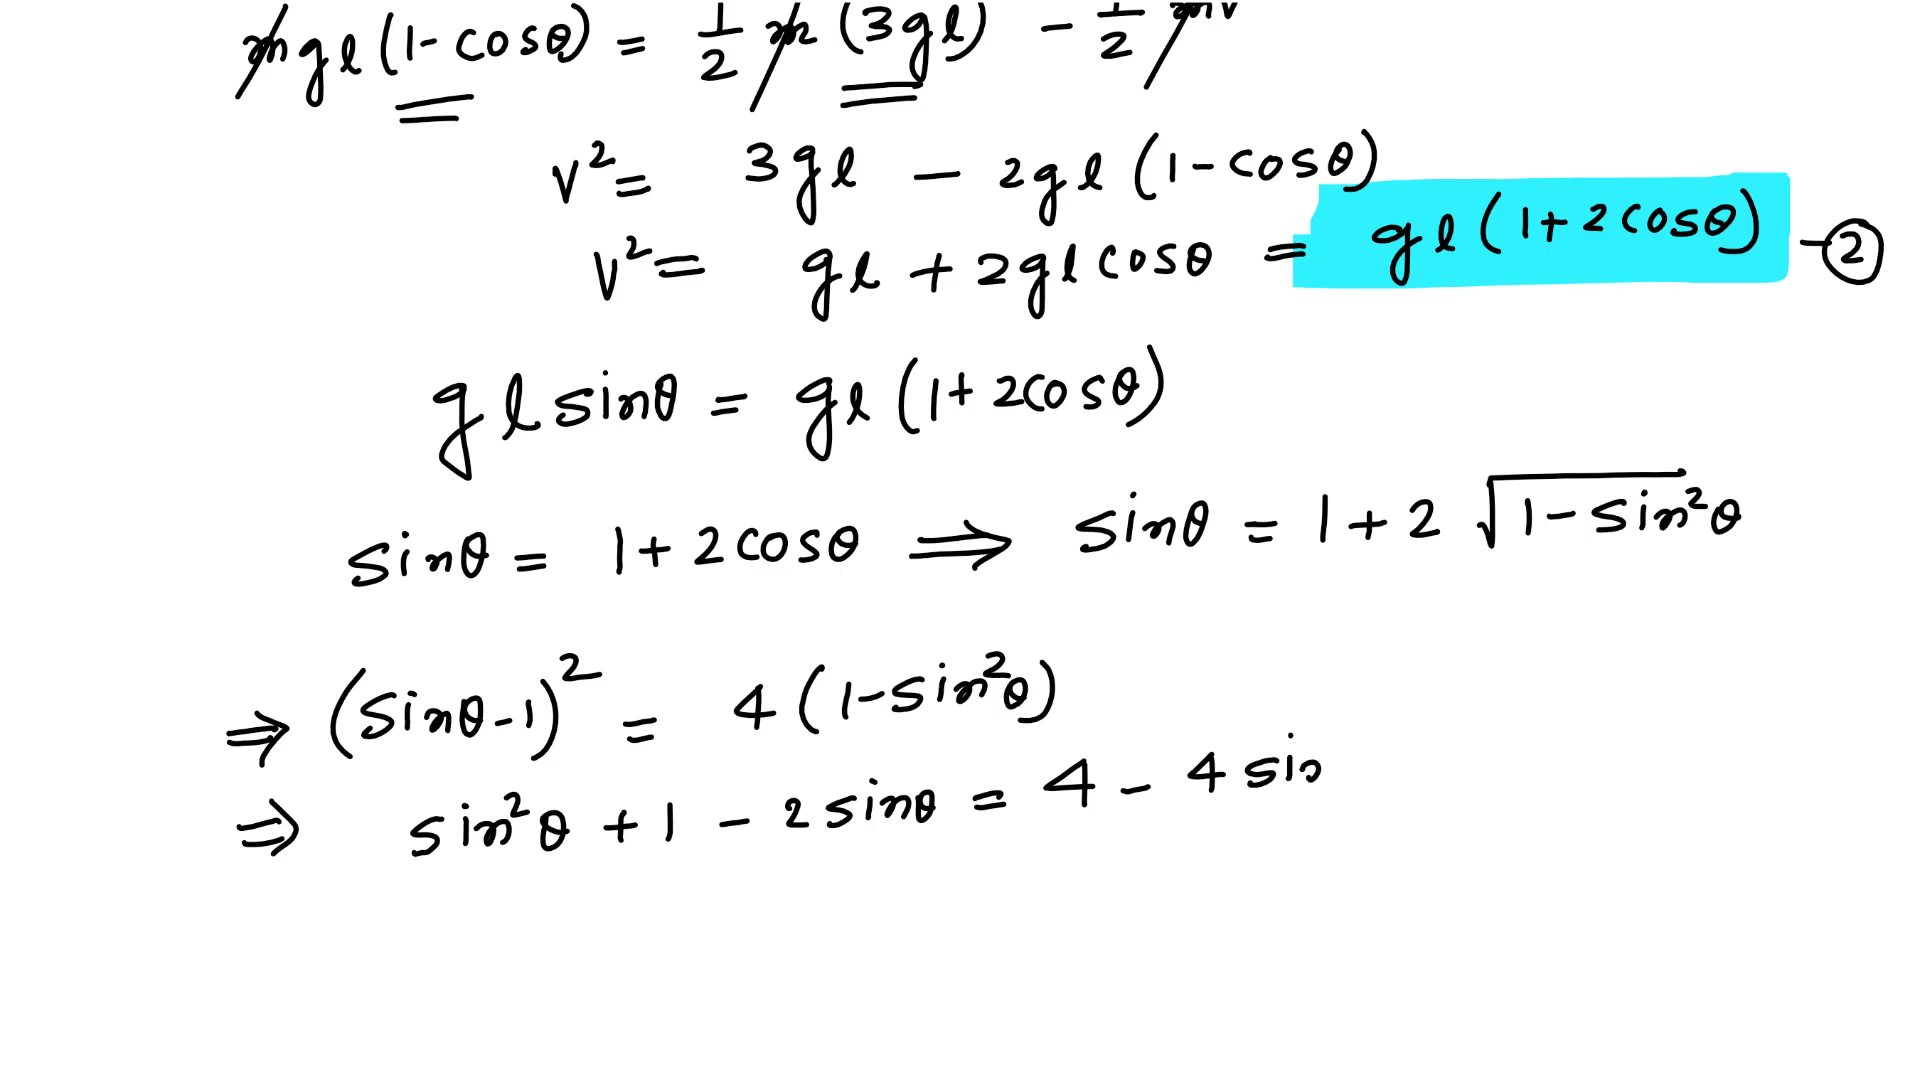 mgl(1-cosθ) = 1/2 m (3gl) - 1/2 mv
v² = 3gl - 2gl(1-cosθ)
v² = gl + 2glcosθ = gl(1+2cosθ) -②
gl sinθ = gl(1+2cosθ)
sinθ = 1+2cosθ ⟹ sinθ = 1+2 √1-sin²θ
⇒ (sinθ-1)² = 4(1-sin²θ)
⇒ sin²θ + 1 - 2sinθ = 4 - 4 sin